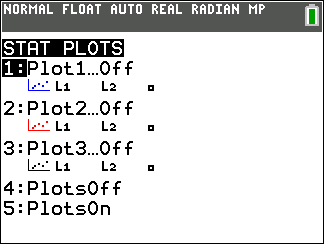 NORMAL FLOAT AUTO REAL RADIAN MP
STAT PLOTS
1:Plot1…Off
L1 L2
2:Plot2…Off
L1 L2
3:Plot3…Off
L1 L2
4:PlotsOff
5:PlotsOn